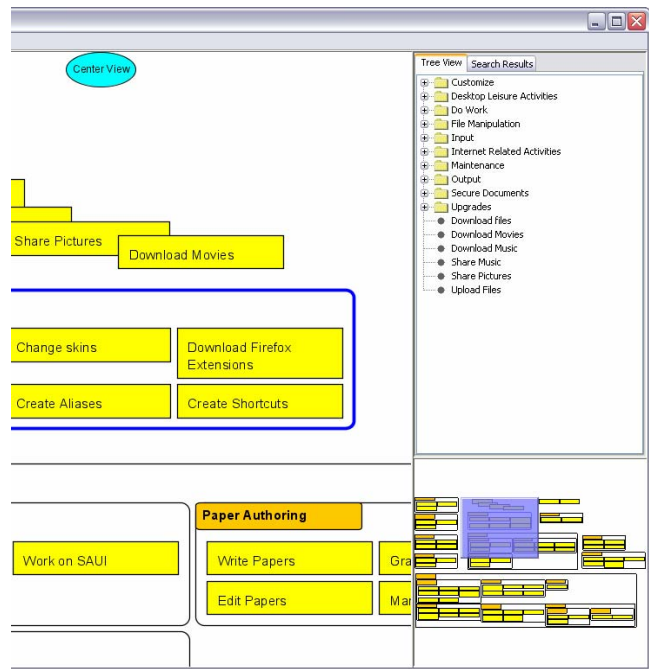 Center View
Share Pictures
Download Movies
Change skins
Download Firefox
Extensions
Create Aliases
Create Shortcuts
Paper Authoring
Work on SAUI
Write Papers
Gra
Edit Papers
Mar
Tree View
Search Results
Customize
Desktop Leisure Activities
Do Work
File Manipulation
Input
Internet Related Activities
Maintenance
Output
Secure Documents
Upgrades
Download files
Download Movies
Download Music
Share Music
Share Pictures
Upload Files